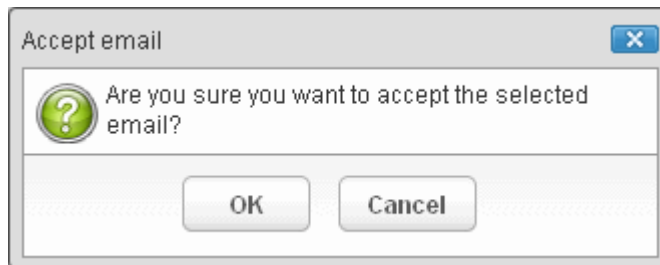 Accept email
Are you sure you want to accept the selected
email?
OK
Cancel